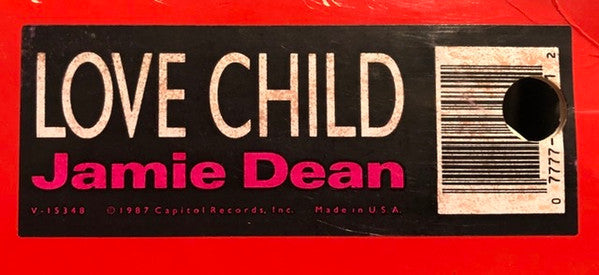 LOVE CHILD
Jamie Dean
V-15348 ©1987 Capitol Records, Inc. Made in U.S.A.
0 7777-
2